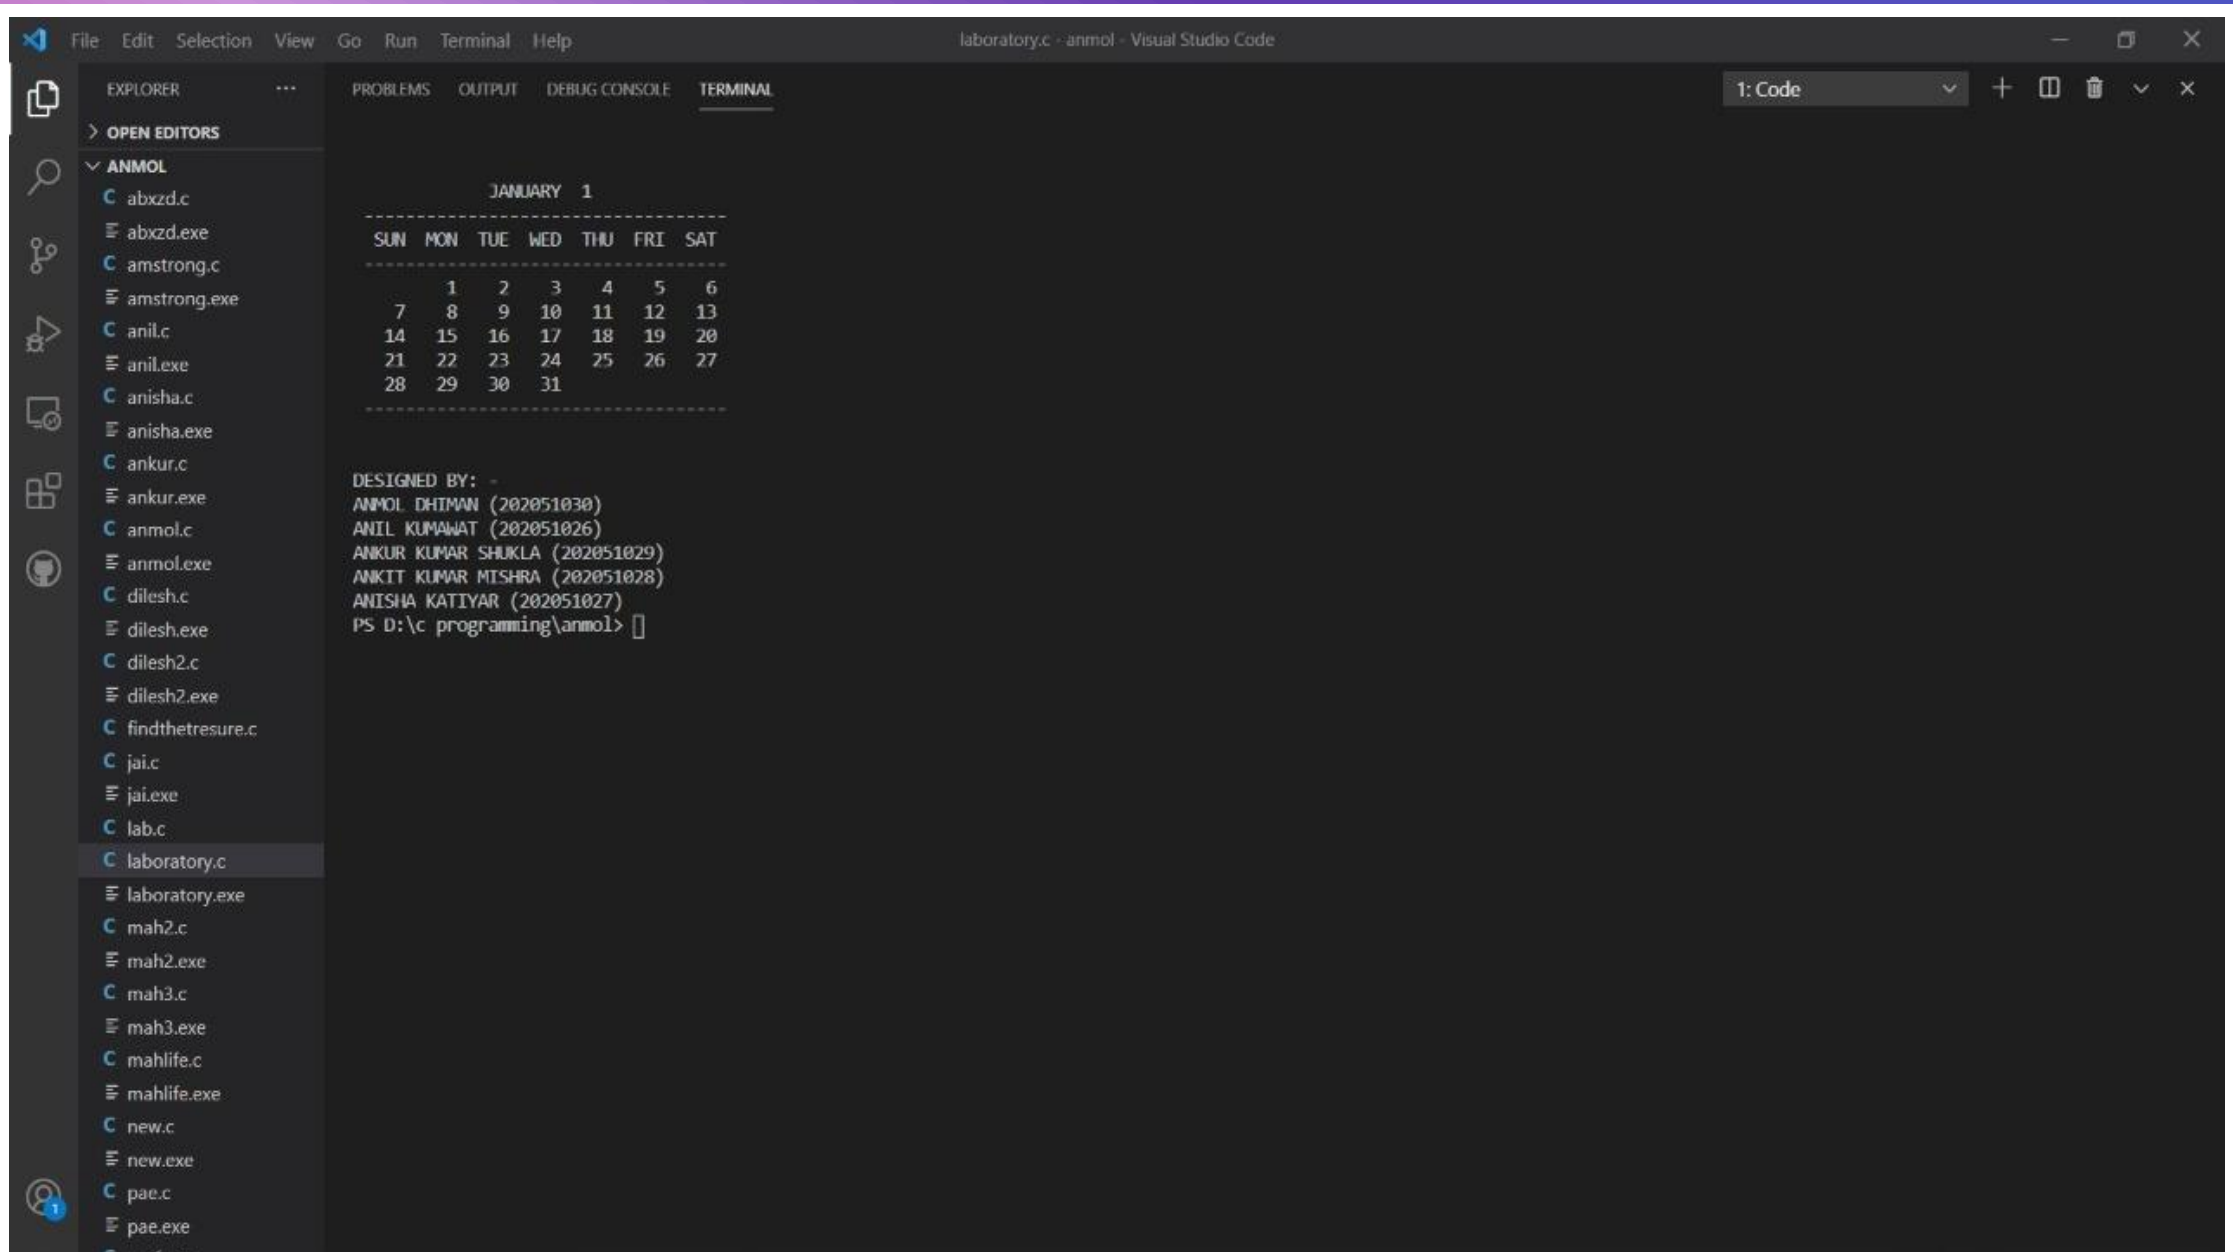 File Edit Selection View Go Run Terminal Help laboratory.c - anmol - Visual Studio Code
EXPLORER ···
OPEN EDITORS
ANMOL
C abxzd.c
abxzd.exe
C amstrong.c
amstrong.exe
C anil.c
anil.exe
C anisha.c
anisha.exe
C ankur.c
ankur.exe
C anmol.c
anmol.exe
C dilesh.c
dilesh.exe
C dilesh2.c
dilesh2.exe
C findthetresure.c
C jai.c
jai.exe
C lab.c
C laboratory.c
laboratory.exe
C mah2.c
mah2.exe
C mah3.c
mah3.exe
C mahlife.c
mahlife.exe
C new.c
new.exe
C pae.c
pae.exe
1
PROBLEMS OUTPUT DEBUG CONSOLE TERMINAL 1: Code
JANUARY 1
-----------------------------------
SUN MON TUE WED THU FRI SAT
-----------------------------------
1 2 3 4 5 6
7 8 9 10 11 12 13
14 15 16 17 18 19 20
21 22 23 24 25 26 27
28 29 30 31
-----------------------------------
DESIGNED BY: -
ANMOL DHIMAN (202051030)
ANIL KUMAWAT (202051026)
ANKUR KUMAR SHUKLA (202051029)
ANKIT KUMAR MISHRA (202051028)
ANISHA KATIYAR (202051027)
PS D:\c programming\anmol>